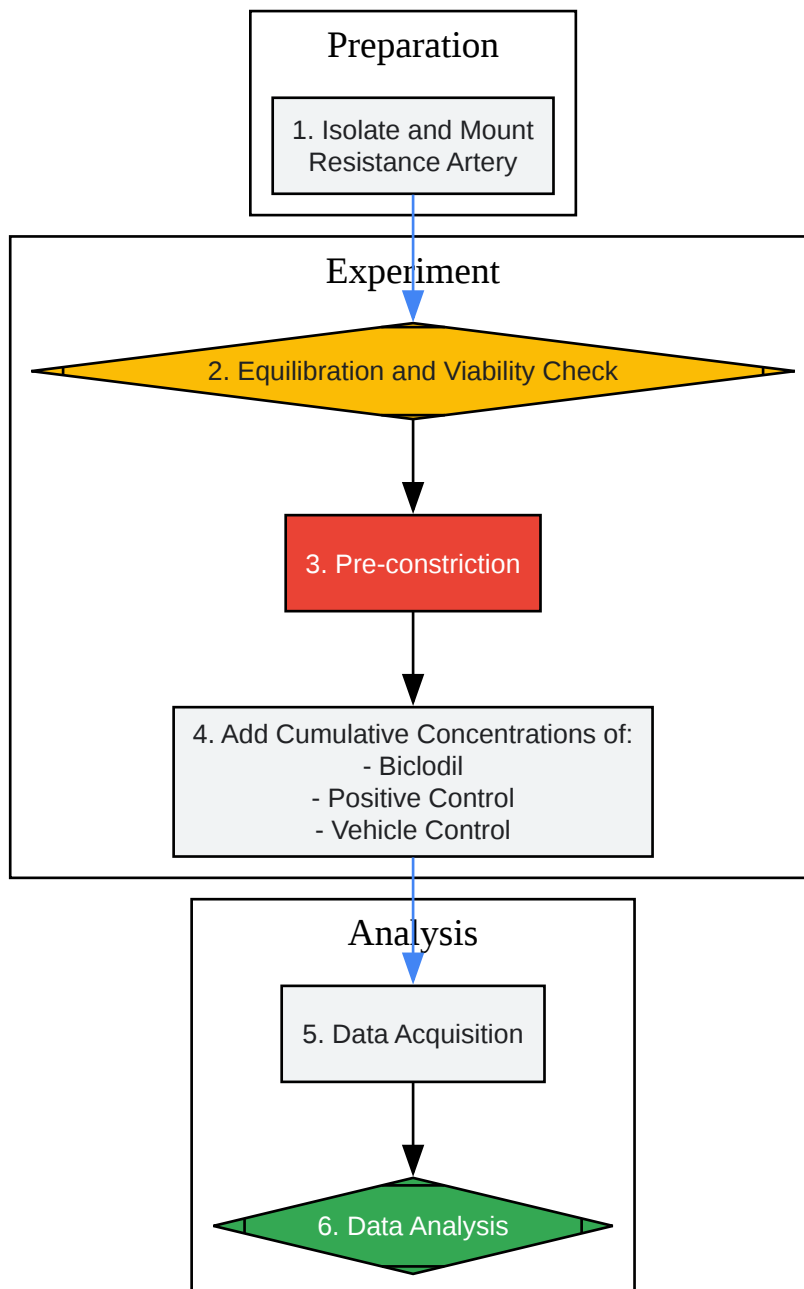 Preparation
1. Isolate and Mount
Resistance Artery
Experiment
2. Equilibration and Viability Check
3. Pre-constriction
4. Add Cumulative Concentrations of:
- Biclodil
- Positive Control
- Vehicle Control
Analysis
5. Data Acquisition
6. Data Analysis